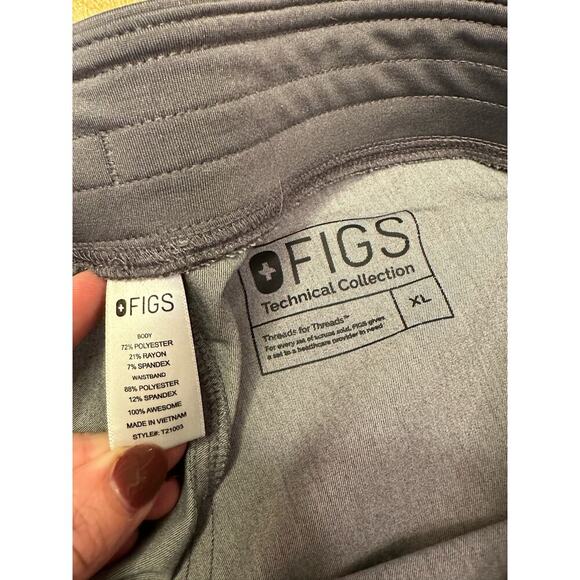 FIGS
BODY
72% POLYESTER
21% RAYON
7% SPANDEX
WAISTBAND
88% POLYESTER
12% SPANDEX
100% AWESOME
MADE IN VIETNAM
STYLE#: T21003
FIGS
Technical Collection
Threads for Threads™
For every set of scrubs sold, FIGS gives
a set to a healthcare provider in need
XL